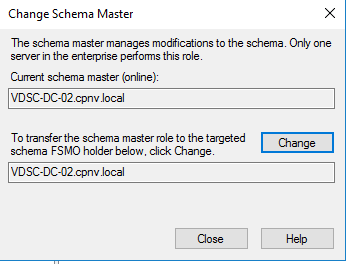 Change Schema Master
The schema master manages modifications to the schema. Only one
server in the enterprise performs this role.
Current schema master (online):
VDSC-DC-02.cpnv.local
To transfer the schema master role to the targeted
schema FSMO holder below, click Change.
Change
VDSC-DC-02.cpnv.local
Close
Help